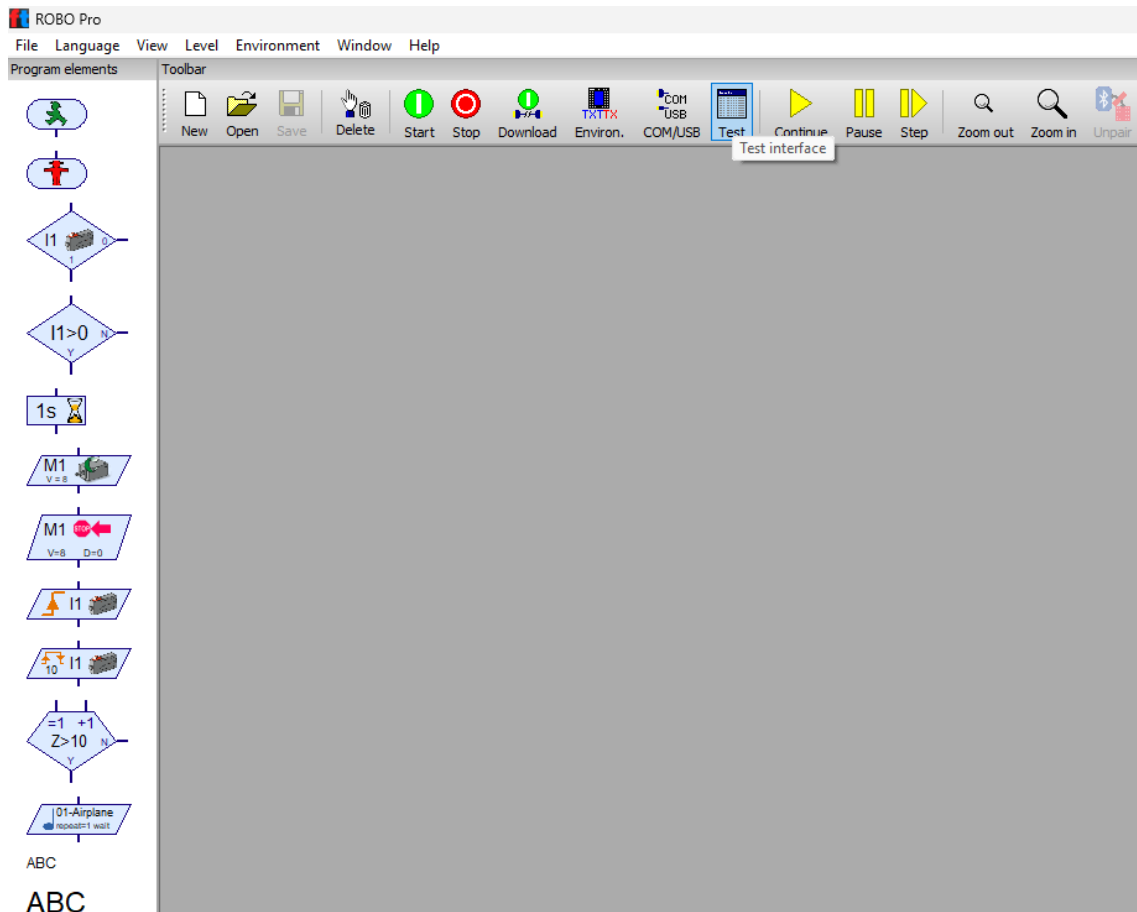 ft ROBO Pro
File Language View Level Environment Window Help
Program elements
Toolbar
New Open Save Delete Start Stop Download Environ. COM/USB Test Continue Pause Step Zoom out Zoom in Unpair
TXTTX
COM
USB
Test interface
I1 0
1
I1>0 N
Y
1s
M1
V = 8
M1 STOP
V=8 D=0
I1
10 I1
=1 +1
Z>10 N
Y
01-Airplane
repeat=1 wait
ABC
ABC